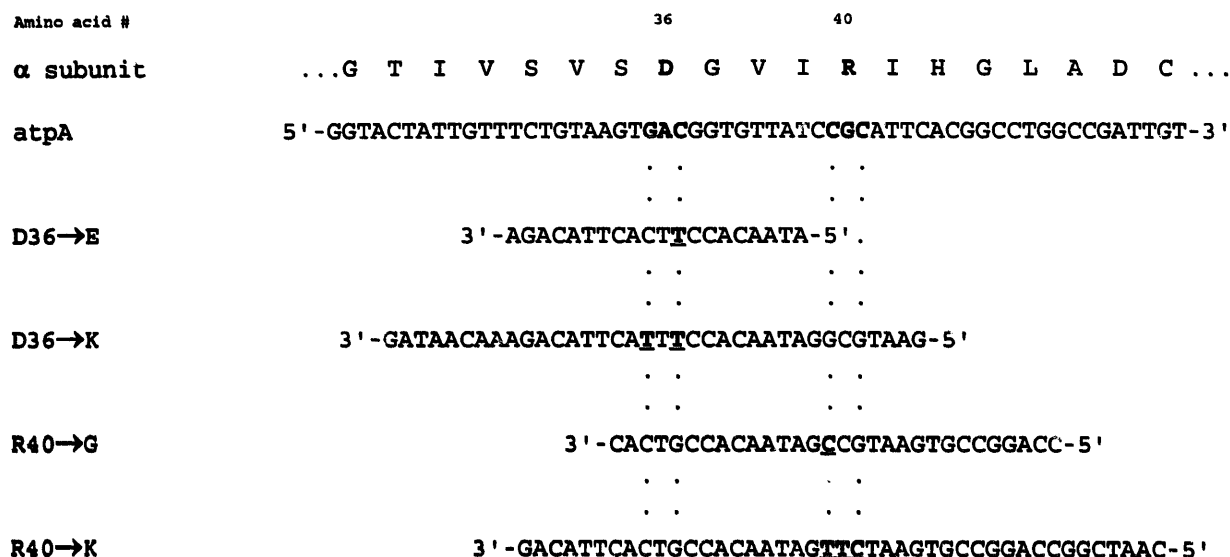 Amino acid # 36 40
α subunit ...G T I V S V S D G V I R I H G L A D C ...
atpA 5'-GGTACTATTGTTTCTGTAAGTGACGGTGTTATCCGCATTCACGGCCTGGCCGATTGT-3'
D36→E 3'-AGACATTCACTTCCACAATA-5'
D36→K 3'-GATAACAAAGACATTCATTTCCACAATAGGCGTAAG-5'
R40→G 3'-CACTGCCACAATAGCCGTAAGTGCCGGACC-5'
R40→K 3'-GACATTCACTGCCACAATAGTTCTAAGTGCCGGACCGGCTAAC-5'